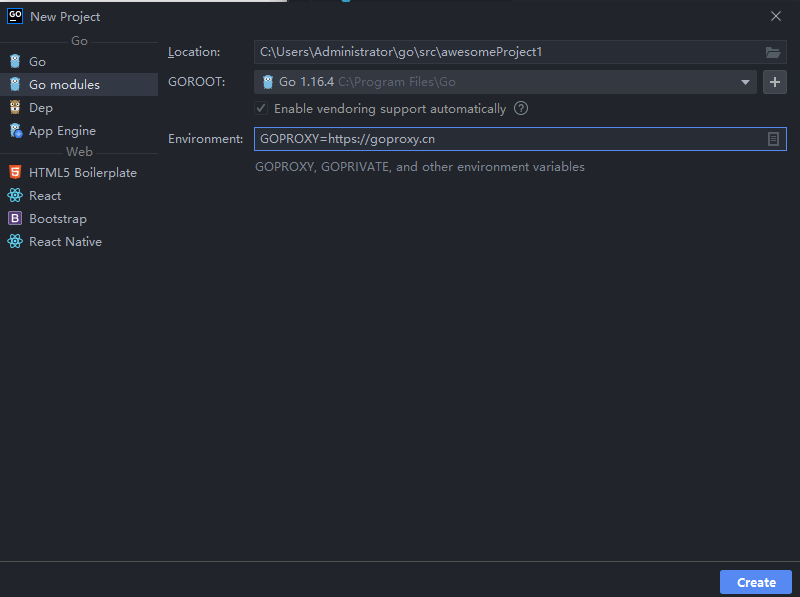 GO New Project
Go
Go
Go modules
Dep
App Engine
Web
HTML5 Boilerplate
React
B Bootstrap
React Native
Location: C:\Users\Administrator\go\src\awesomeProject1
GOROOT: Go 1.16.4 C:\Program Files\Go
Enable vendoring support automatically ?
Environment: GOPROXY=https://goproxy.cn
GOPROXY, GOPRIVATE, and other environment variables
Create